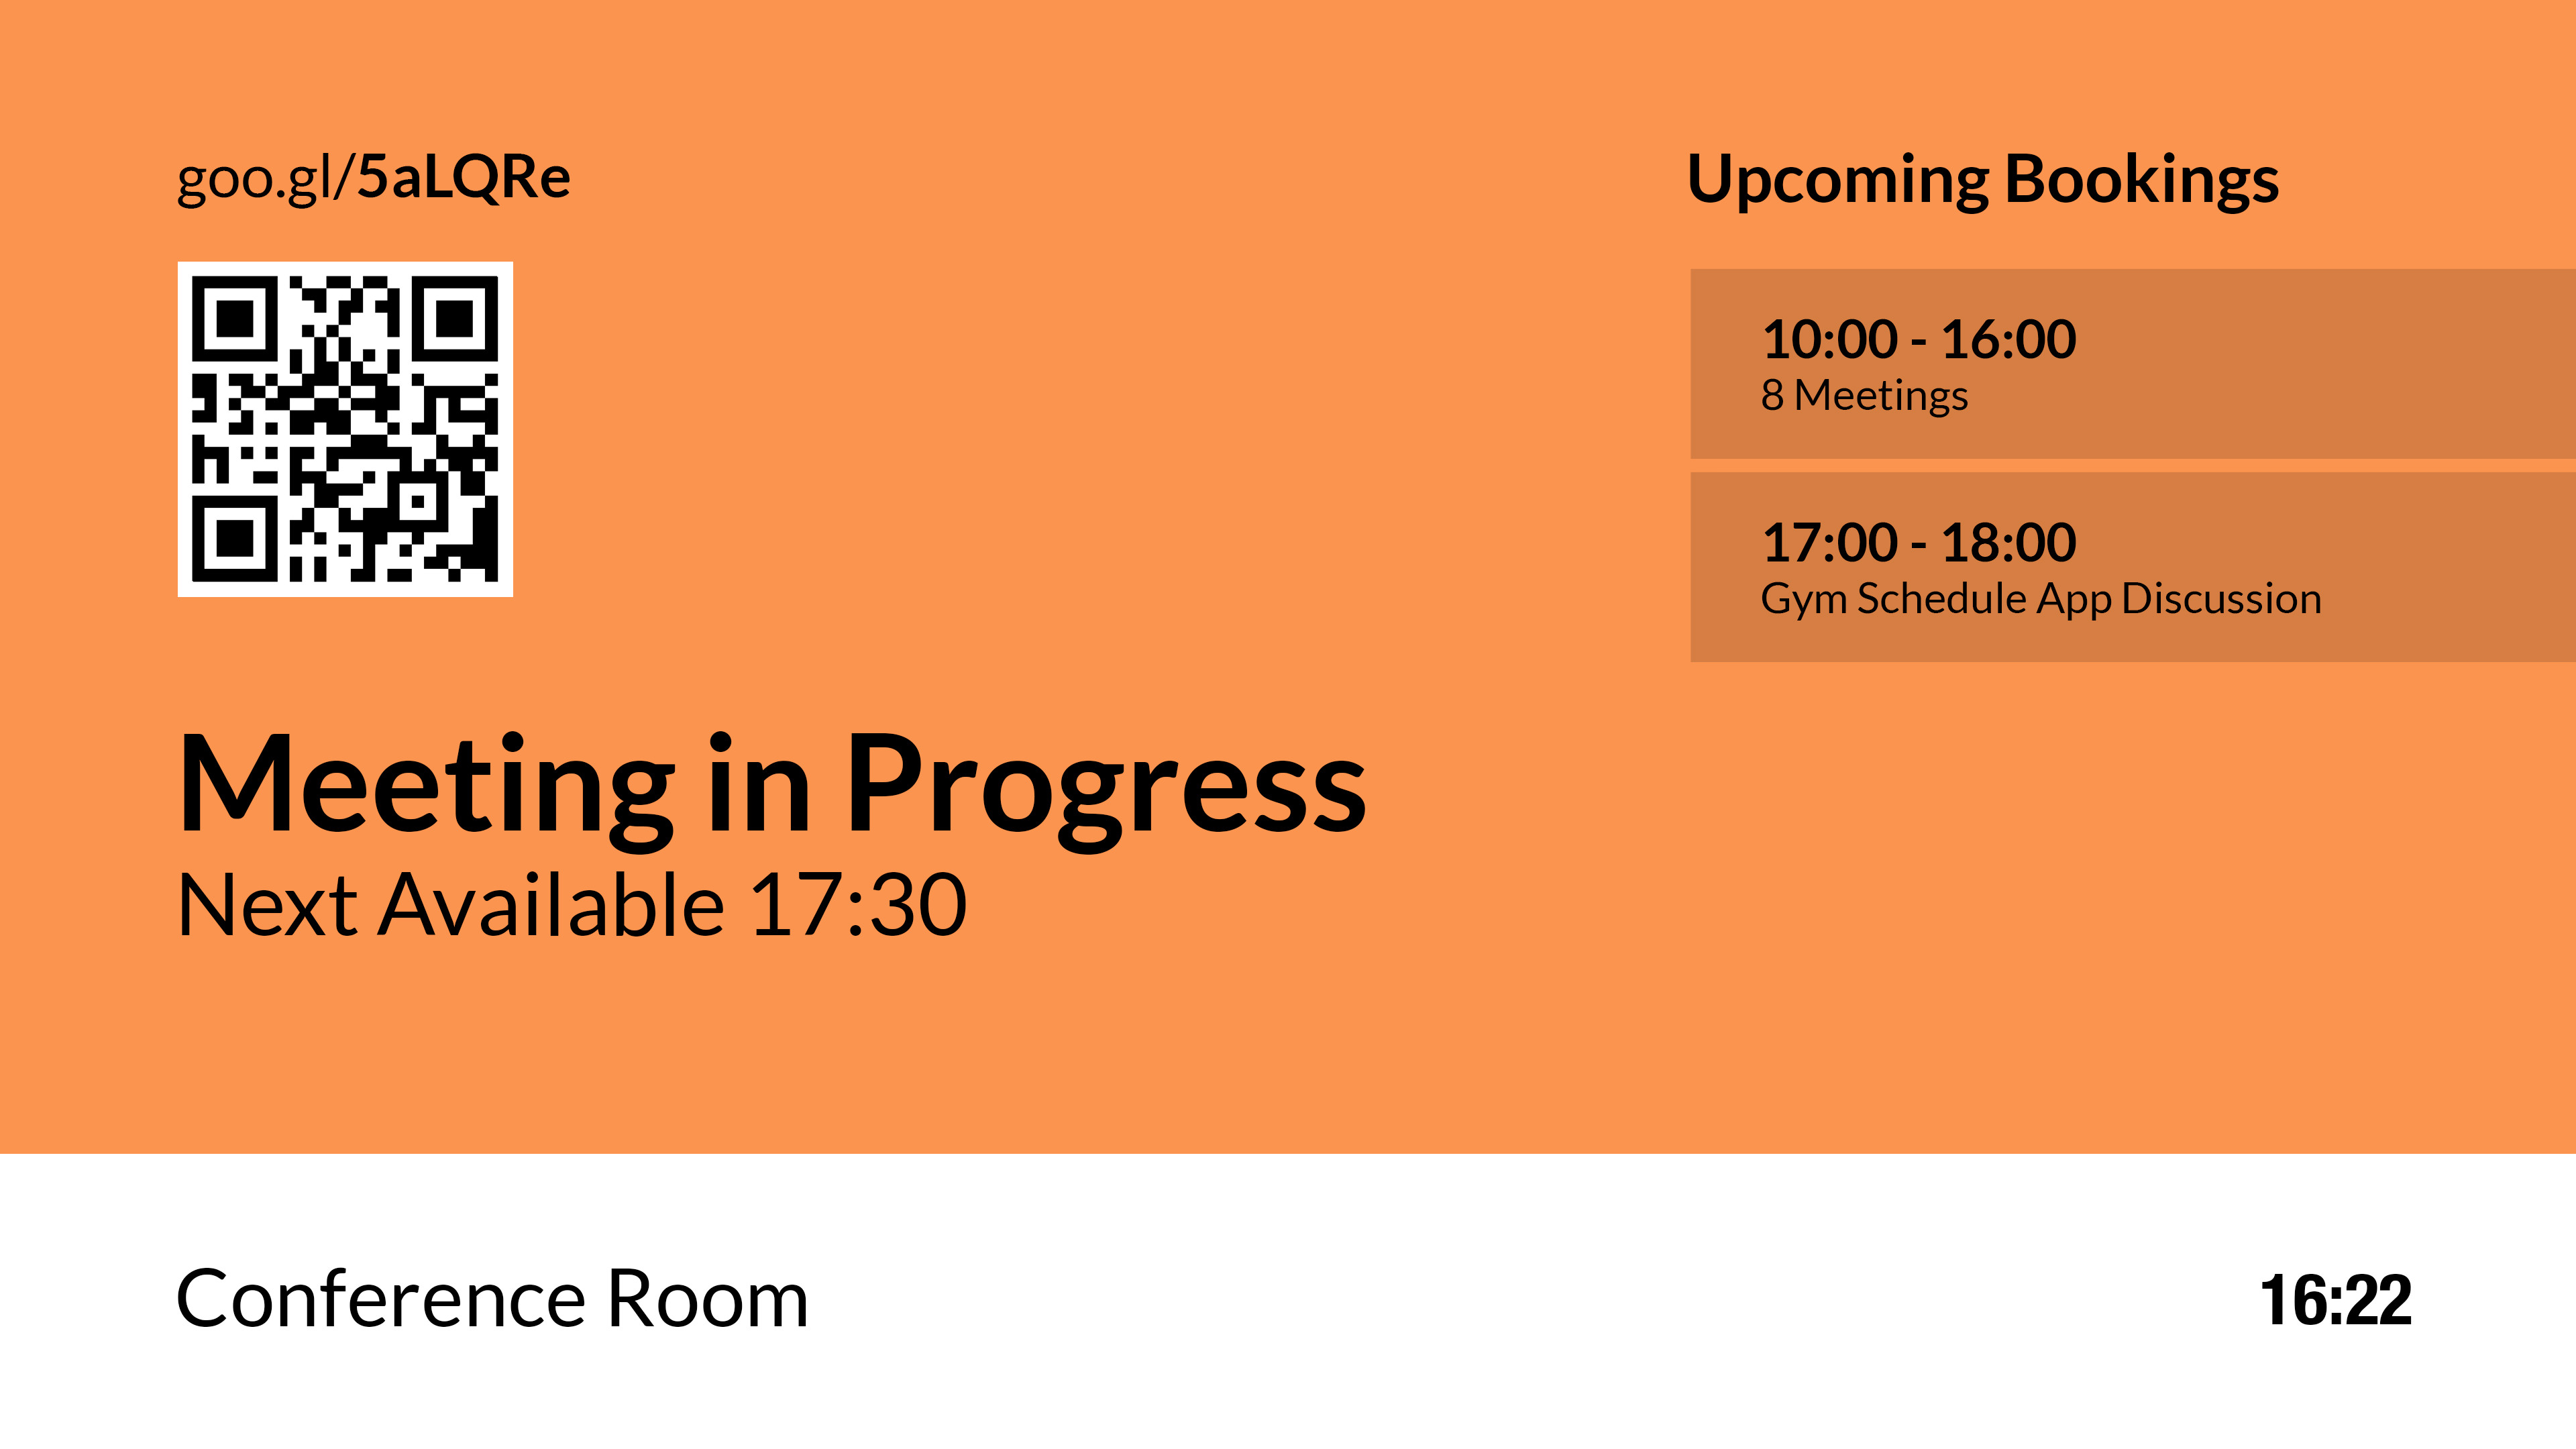 goo.gl/5aLQRe
Meeting in Progress
Next Available 17:30
Upcoming Bookings
10:00 - 16:00
8 Meetings
17:00 - 18:00
Gym Schedule App Discussion
Conference Room
16:22